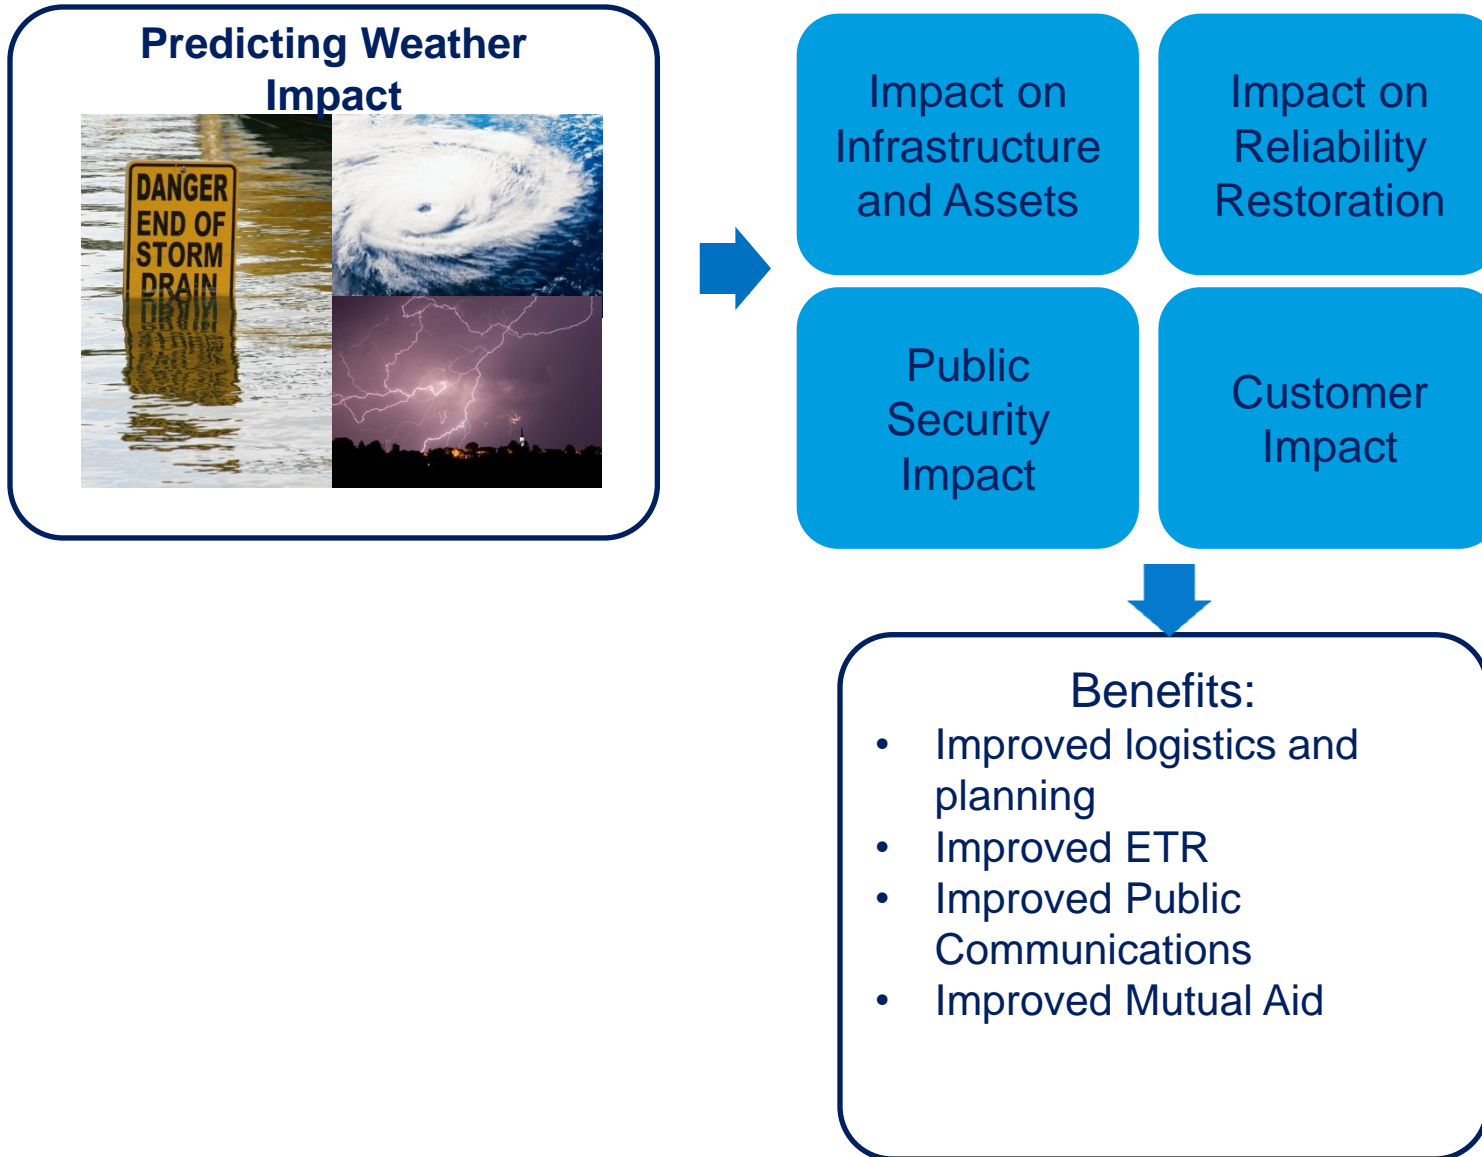 Predicting Weather
Impact
DANGER
END OF
STORM
DRAIN
Impact on
Infrastructure
and Assets
Impact on
Reliability
Restoration
Public
Security
Impact
Customer
Impact
Benefits:
• Improved logistics and
planning
• Improved ETR
• Improved Public
Communications
• Improved Mutual Aid